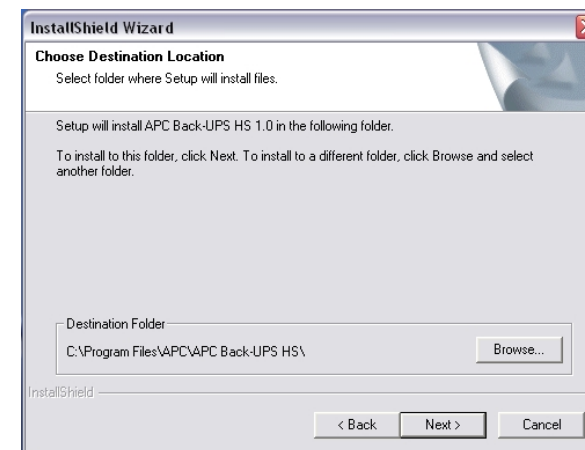 InstallShield Wizard
Choose Destination Location
Select folder where Setup will install files.
Setup will install APC Back-UPS HS 1.0 in the following folder.
To install to this folder, click Next. To install to a different folder, click Browse and select
another folder.
Destination Folder
C:\Program Files\APC\APC Back-UPS HS\
Browse...
InstallShield
< Back
Next >
Cancel